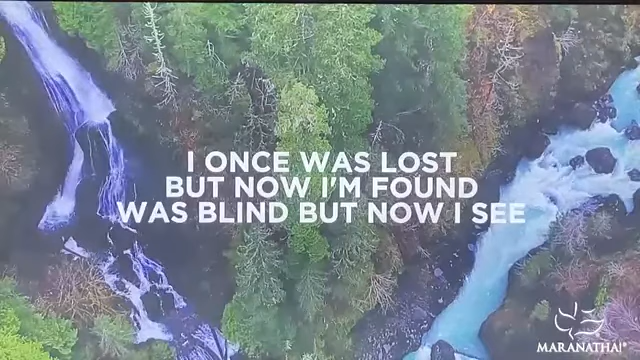 I ONCE WAS LOST
BUT NOW I'M FOUND
WAS BLIND BUT NOW I SEE
MARANATHA!®